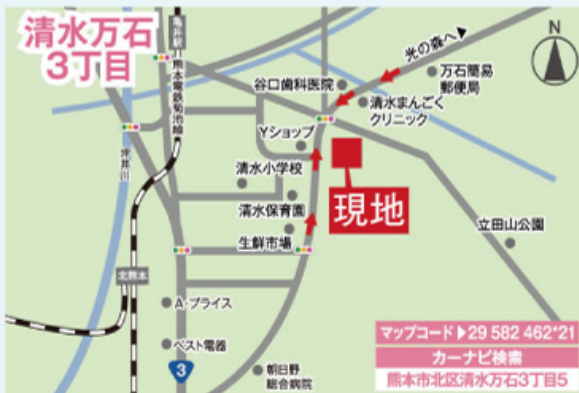 清水万石
3丁目
N
光の森へ▶
亀井駅↑
熊本電鉄菊池線
坪井川
谷口歯科医院
万石簡易
郵便局
清水まんごく
クリニック
Yショップ
清水小学校
清水保育園
現地
生鮮市場
立田山公園
北熊本
A・プライス
ベスト電器
3
朝日野
総合病院
マップコード▶29 582 462*21
カーナビ検索
熊本市北区清水万石3丁目5